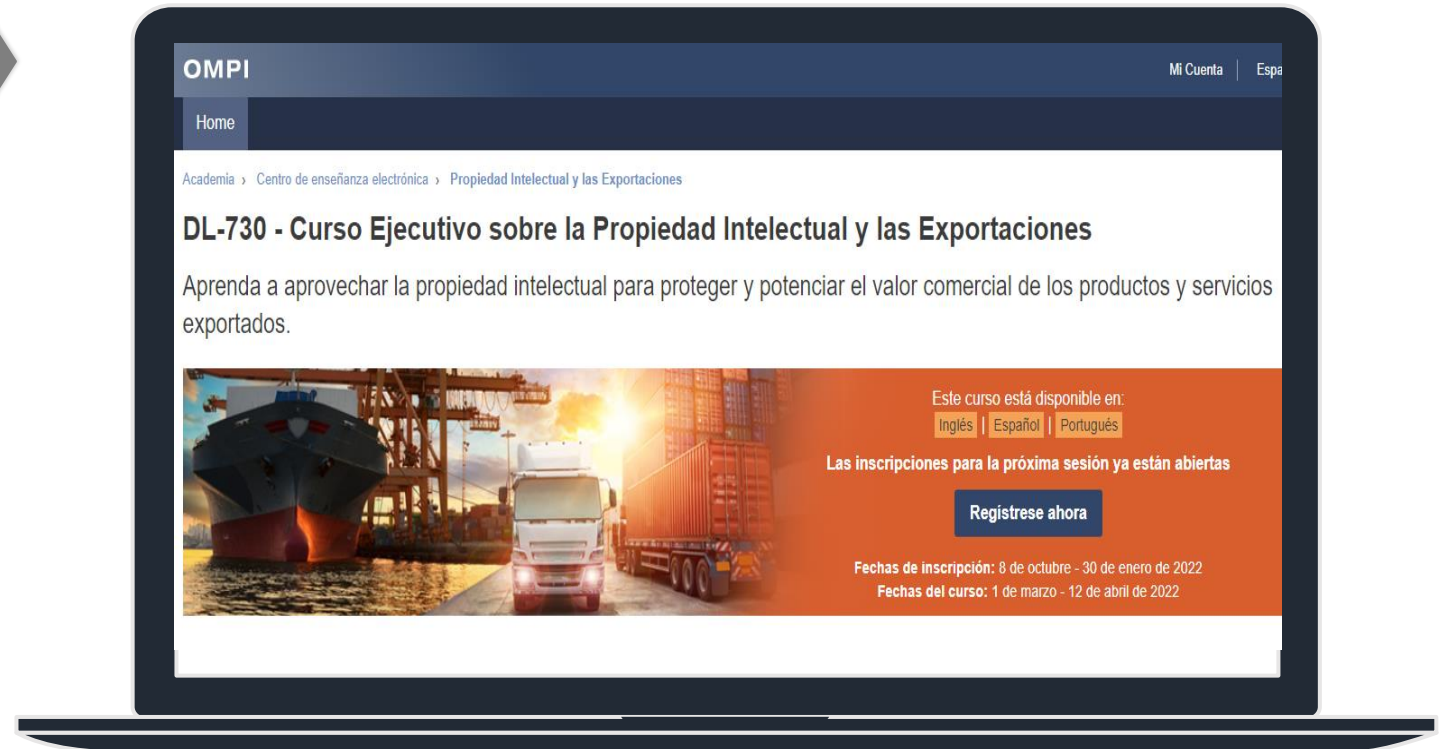 OMPI
Mi Cuenta
Espa
Home
Academia › Centro de enseñanza electrónica › Propiedad Intelectual y las Exportaciones
DL-730 - Curso Ejecutivo sobre la Propiedad Intelectual y las Exportaciones
Aprenda a aprovechar la propiedad intelectual para proteger y potenciar el valor comercial de los productos y servicios
exportados.
Este curso está disponible en:
Inglés | Español | Portugués
Las inscripciones para la próxima sesión ya están abiertas
Regístrese ahora
Fechas de inscripción: 8 de octubre - 30 de enero de 2022
Fechas del curso: 1 de marzo - 12 de abril de 2022